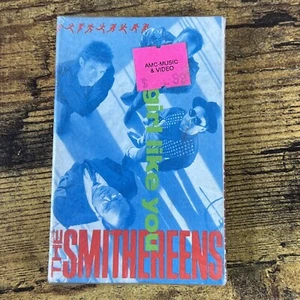 AMC-MUSIC
& VIDEO
$
girl like you
THE
SMITHEREENS